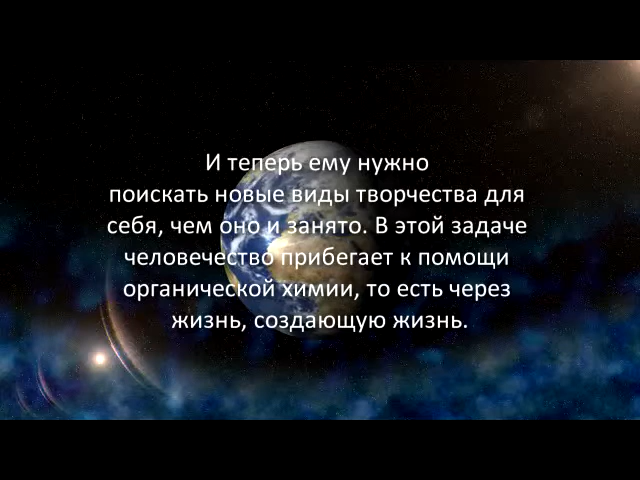 И теперь ему нужно
поискать новые виды творчества для
себя, чем оно и занято. В этой задаче
человечество прибегает к помощи
органической химии, то есть через
жизнь, создающую жизнь.